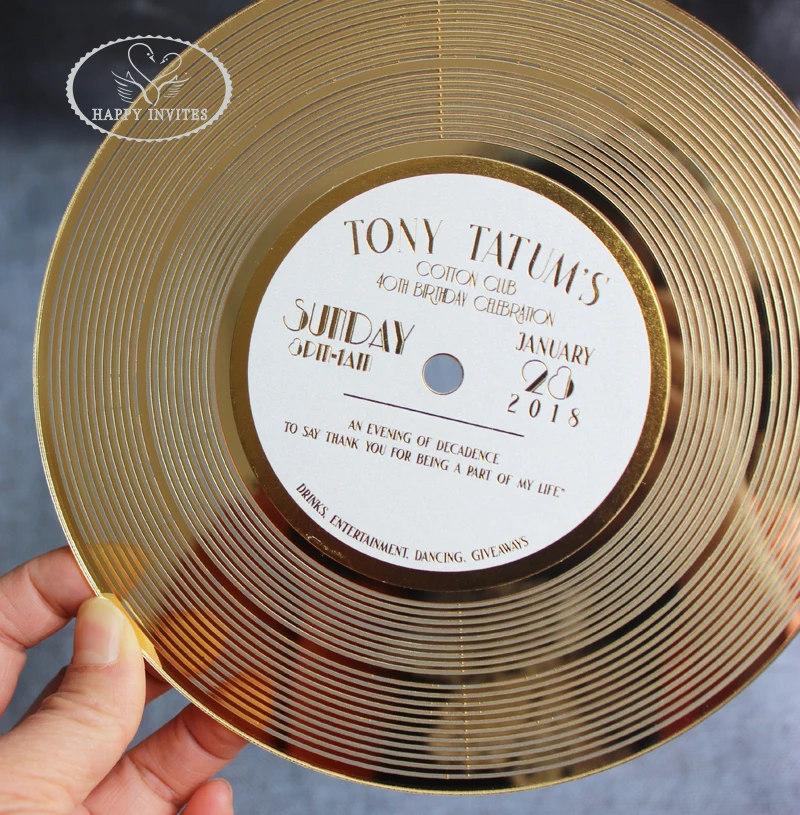 HAPPY INVITES
TONY TATUM'S
COTTON CLUB
40TH BIRTHDAY CELEBRATION
SUNDAY
8PM-1AM
JANUARY
28
2018
AN EVENING OF DECADENCE
TO SAY THANK YOU FOR BEING A PART OF MY LIFE"
DRINKS, ENTERTAINMENT, DANCING, GIVEAWAYS